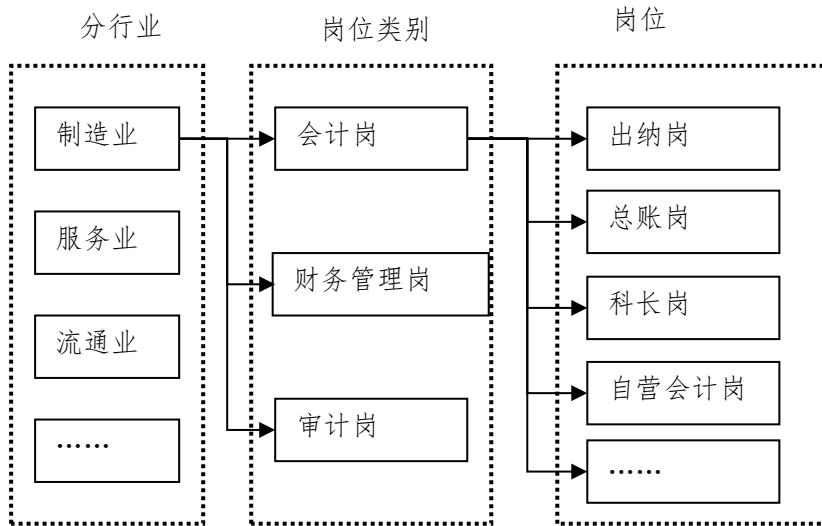 分行业
岗位类别
岗位
制造业
服务业
流通业
……
会计岗
财务管理岗
审计岗
出纳岗
总账岗
科长岗
自营会计岗
……